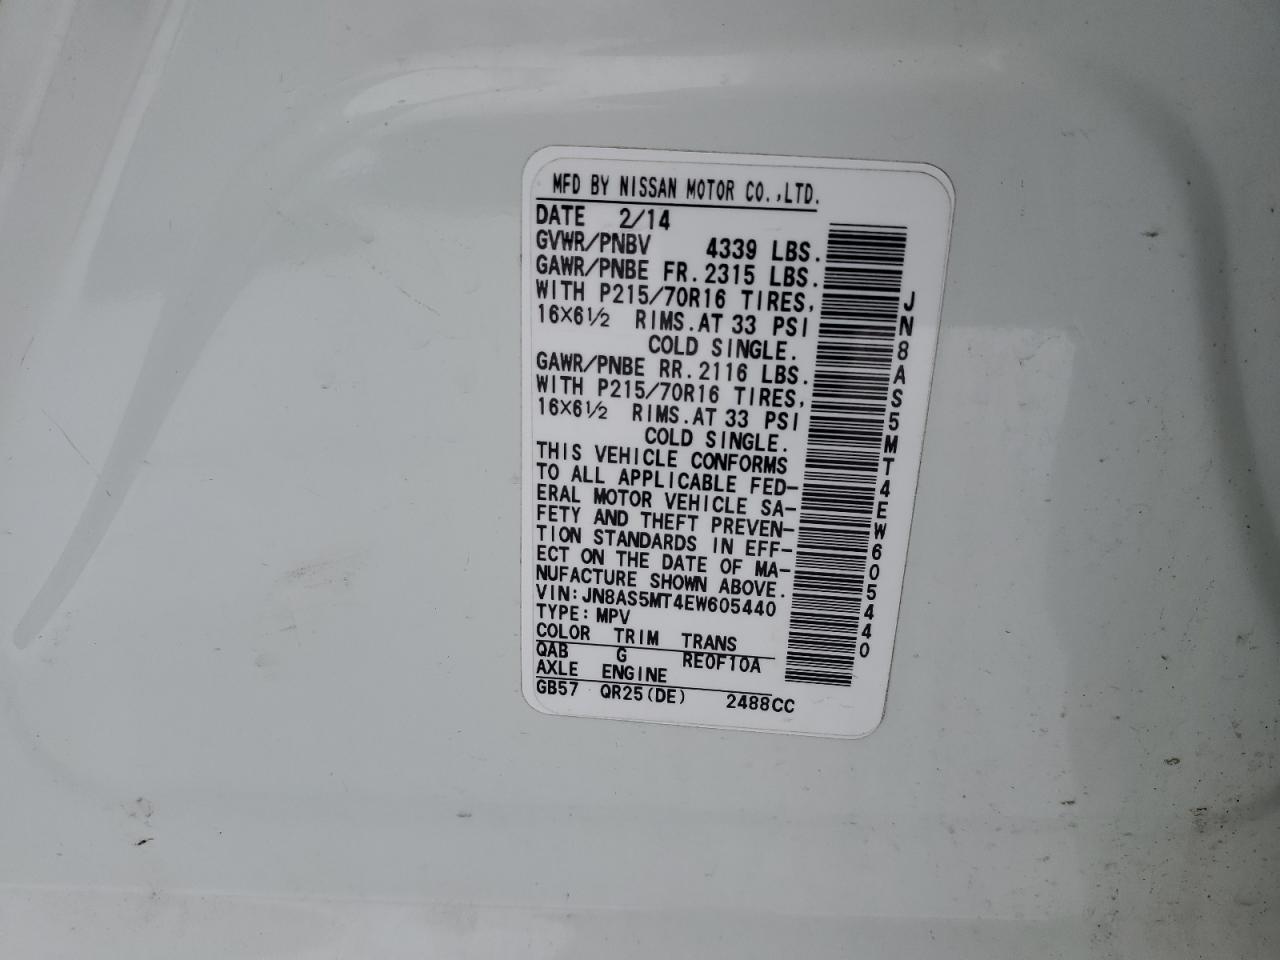 MFD BY NISSAN MOTOR CO.,LTD.
DATE 2/14
GVWR/PNBV 4339 LBS.
GAWR/PNBE FR.2315 LBS.
WITH P215/70R16 TIRES,
16X6½ RIMS.AT 33 PSI
COLD SINGLE.
GAWR/PNBE RR.2116 LBS.
WITH P215/70R16 TIRES,
16X6½ RIMS.AT 33 PSI
COLD SINGLE.
THIS VEHICLE CONFORMS
TO ALL APPLICABLE FED-
ERAL MOTOR VEHICLE SA-
FETY AND THEFT PREVEN-
TION STANDARDS IN EFF-
ECT ON THE DATE OF MA-
NUFACTURE SHOWN ABOVE.
VIN:JN8AS5MT4EW605440
TYPE:MPV
COLOR TRIM TRANS
QAB G RE0F10A
AXLE ENGINE
GB57 QR25(DE) 2488CC
JN8AS5MT4EW605440